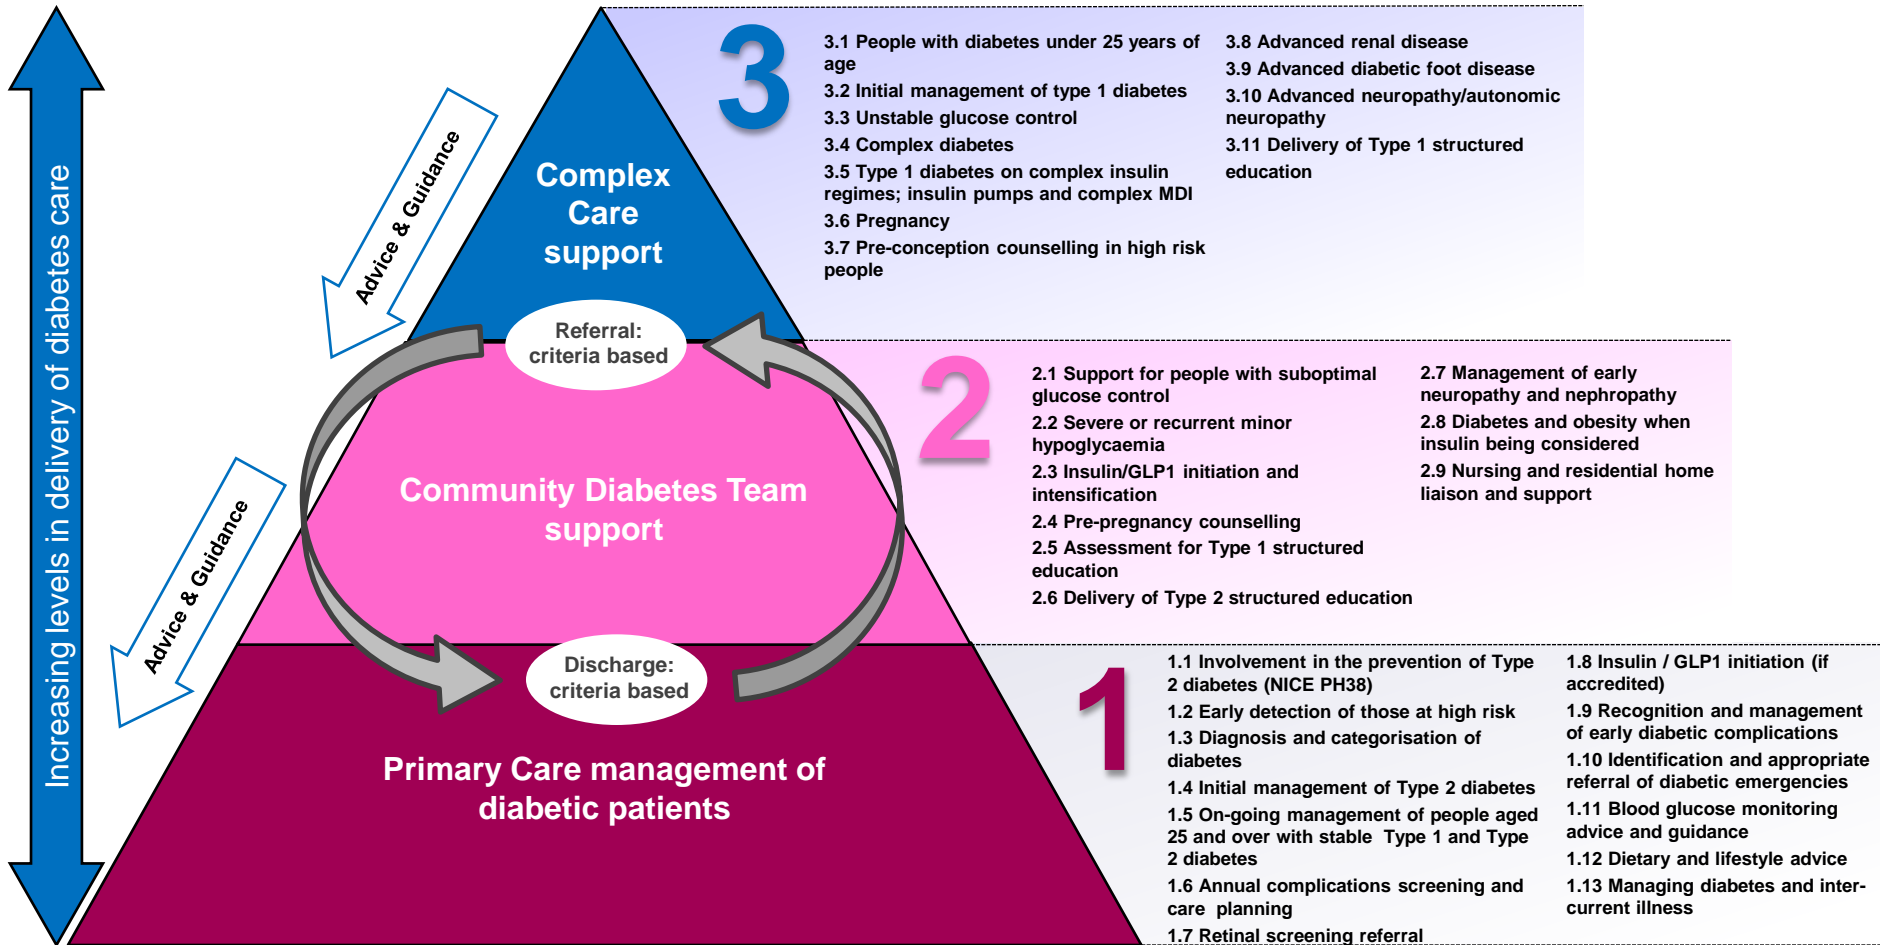 Increasing levels in delivery of diabetes care
Advice & Guidance
Advice & Guidance
Complex
Care
support
Referral:
criteria based
Community Diabetes Team
support
Discharge:
criteria based
Primary Care management of
diabetic patients
3
3.1 People with diabetes under 25 years of
age
3.2 Initial management of type 1 diabetes
3.3 Unstable glucose control
3.4 Complex diabetes
3.5 Type 1 diabetes on complex insulin
regimes; insulin pumps and complex MDI
3.6 Pregnancy
3.7 Pre-conception counselling in high risk
people
3.8 Advanced renal disease
3.9 Advanced diabetic foot disease
3.10 Advanced neuropathy/autonomic
neuropathy
3.11 Delivery of Type 1 structured
education
2
2.1 Support for people with suboptimal
glucose control
2.2 Severe or recurrent minor
hypoglycaemia
2.3 Insulin/GLP1 initiation and
intensification
2.4 Pre-pregnancy counselling
2.5 Assessment for Type 1 structured
education
2.6 Delivery of Type 2 structured education
2.7 Management of early
neuropathy and nephropathy
2.8 Diabetes and obesity when
insulin being considered
2.9 Nursing and residential home
liaison and support
1
1.1 Involvement in the prevention of Type
2 diabetes (NICE PH38)
1.2 Early detection of those at high risk
1.3 Diagnosis and categorisation of
diabetes
1.4 Initial management of Type 2 diabetes
1.5 On-going management of people aged
25 and over with stable Type 1 and Type
2 diabetes
1.6 Annual complications screening and
care planning
1.7 Retinal screening referral
1.8 Insulin / GLP1 initiation (if
accredited)
1.9 Recognition and management
of early diabetic complications
1.10 Identification and appropriate
referral of diabetic emergencies
1.11 Blood glucose monitoring
advice and guidance
1.12 Dietary and lifestyle advice
1.13 Managing diabetes and inter-
current illness